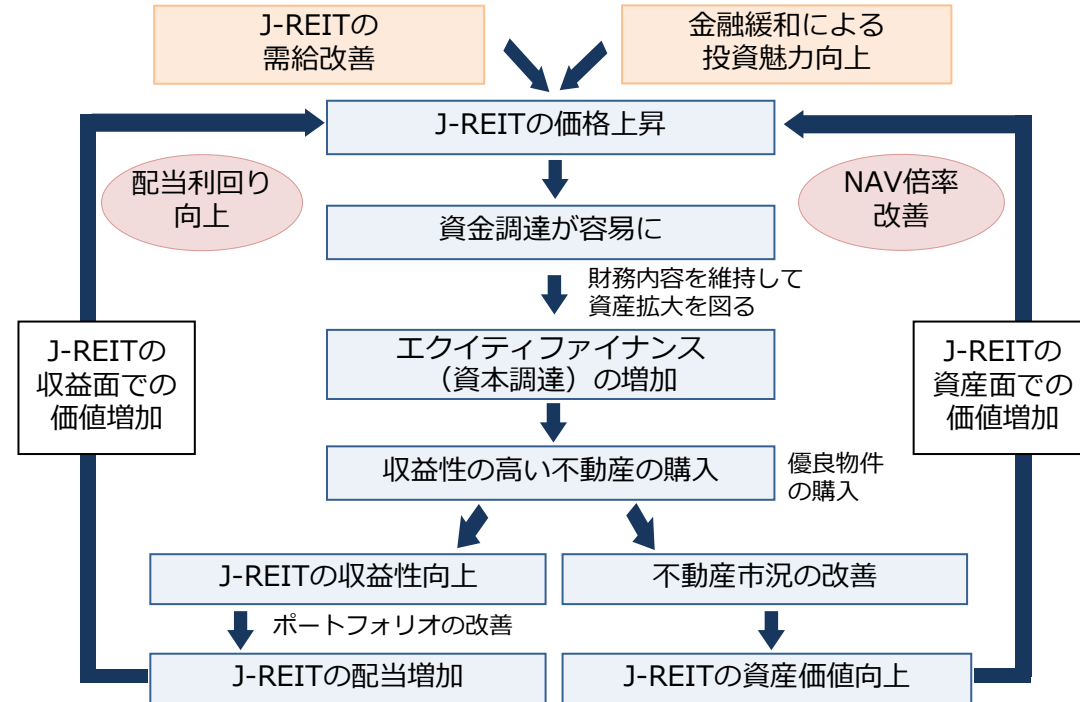 J-REITの
需給改善
金融緩和による
投資魅力向上
J-REITの価格上昇
配当利回り
向上
NAV倍率
改善
資金調達が容易に
財務内容を維持して
資産拡大を図る
J-REITの
収益面での
価値増加
エクイティファイナンス
（資本調達）の増加
J-REITの
資産面での
価値増加
収益性の高い不動産の購入
優良物件
の購入
J-REITの収益性向上
不動産市況の改善
ポートフォリオの改善
J-REITの配当増加
J-REITの資産価値向上